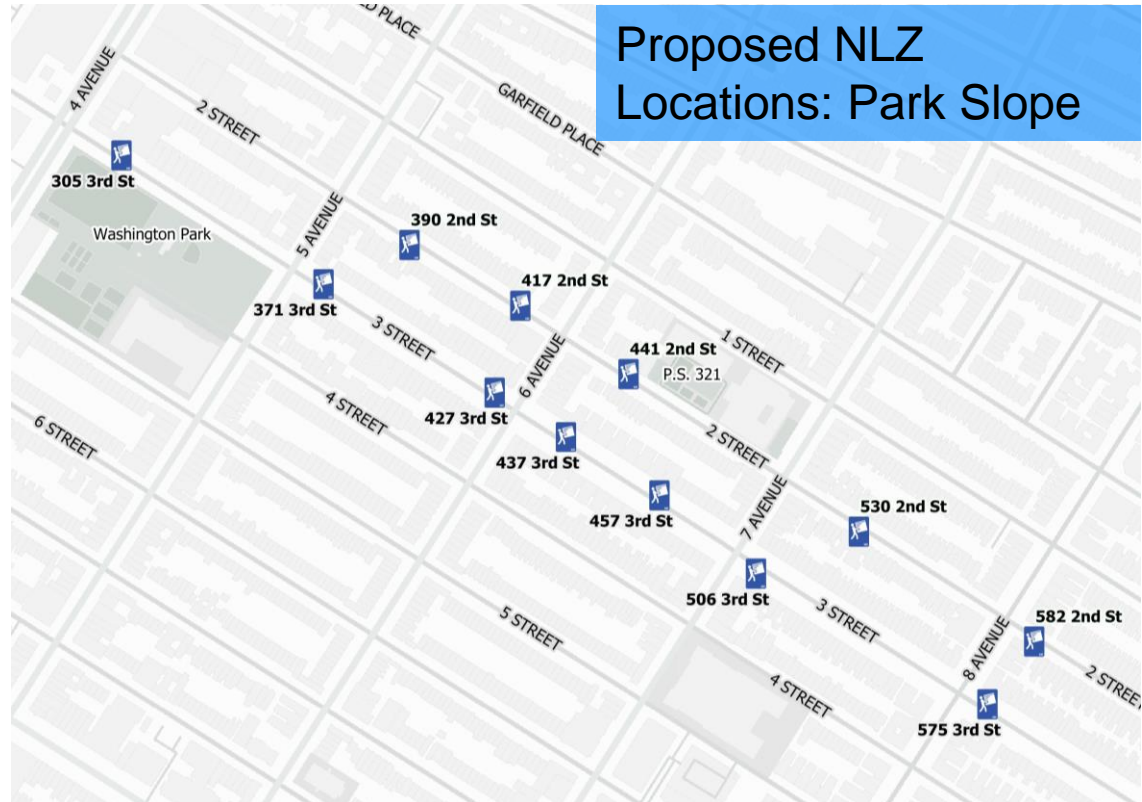 Proposed NLZ
Locations: Park Slope
FIELD PLACE
4 AVENUE
2 STREET
GARFIELD PLACE
305 3rd St
Washington Park
5 AVENUE
390 2nd St
371 3rd St
417 2nd St
3 STREET
1 STREET
441 2nd St
P.S. 321
6 AVENUE
427 3rd St
4 STREET
6 STREET
437 3rd St
2 STREET
457 3rd St
7 AVENUE
530 2nd St
506 3rd St
3 STREET
5 STREET
582 2nd St
8 AVENUE
2 STREET
4 STREET
575 3rd St